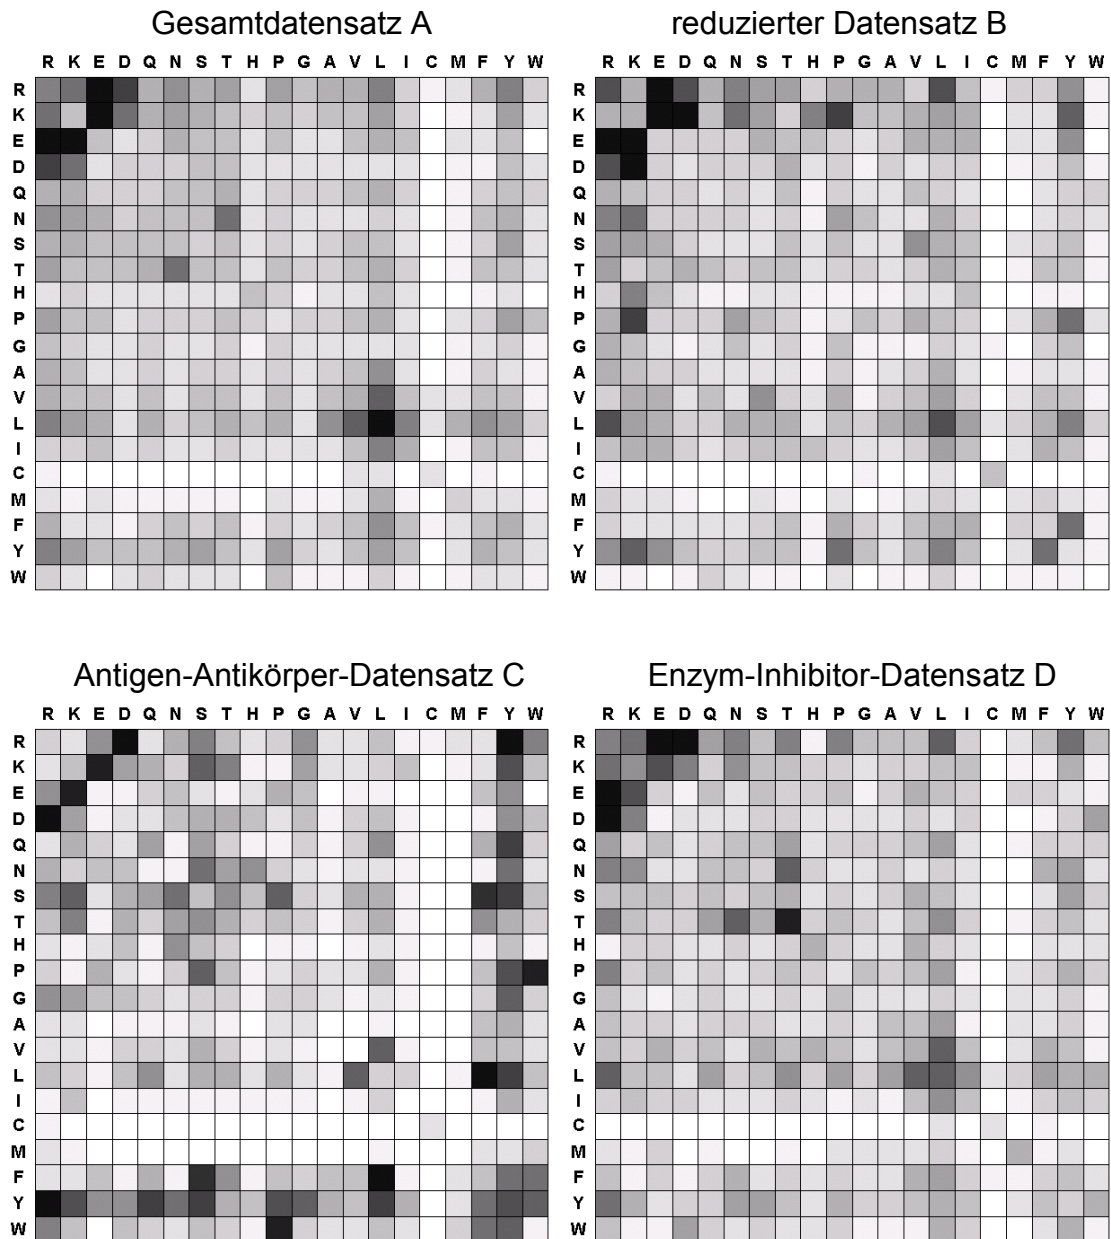 Gesamtdatensatz A
reduzierter Datensatz B
R K E D Q N S T H P G A V L I C M F Y W
R K E D Q N S T H P G A V L I C M F Y W
R
K
E
D
Q
N
S
T
H
P
G
A
V
L
I
C
M
F
Y
W
R
K
E
D
Q
N
S
T
H
P
G
A
V
L
I
C
M
F
Y
W
Antigen-Antikörper-Datensatz C
Enzym-Inhibitor-Datensatz D
R K E D Q N S T H P G A V L I C M F Y W
R K E D Q N S T H P G A V L I C M F Y W
R
K
E
D
Q
N
S
T
H
P
G
A
V
L
I
C
M
F
Y
W
R
K
E
D
Q
N
S
T
H
P
G
A
V
L
I
C
M
F
Y
W